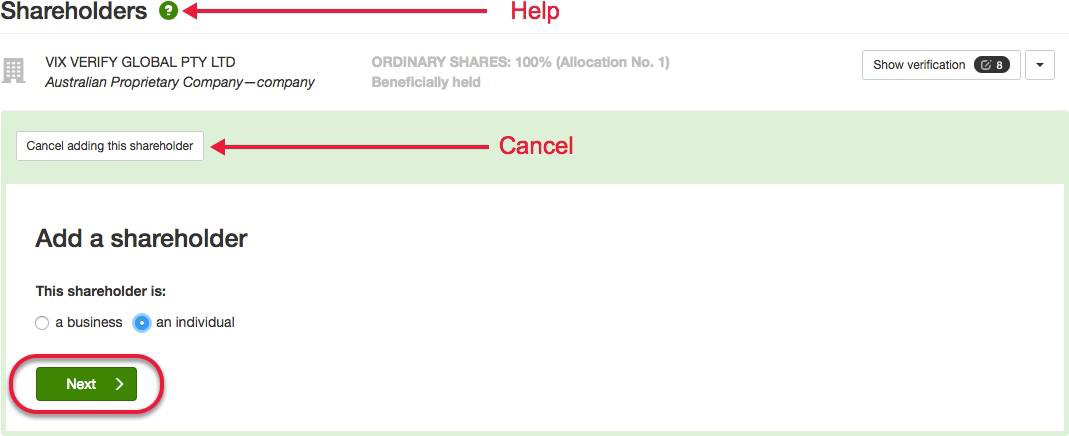 Shareholders ? Help
VIX VERIFY GLOBAL PTY LTD
Australian Proprietary Company—company
ORDINARY SHARES: 100% (Allocation No. 1)
Beneficially held
Show verification 8
Cancel adding this shareholder Cancel
Add a shareholder
This shareholder is:
a business an individual
Next